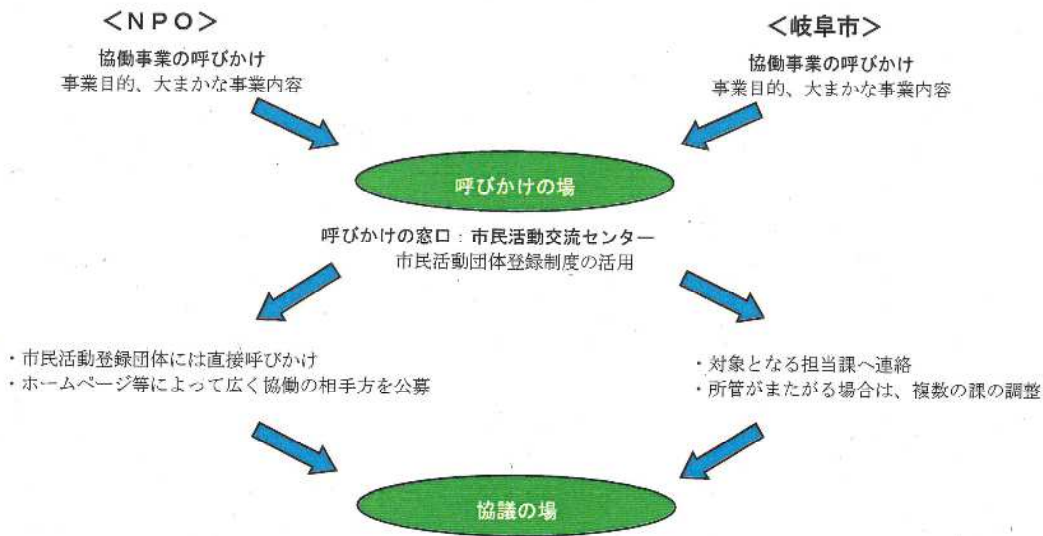 ＜ＮＰＯ＞
協働事業の呼びかけ
事業目的、大まかな事業内容
＜岐阜市＞
協働事業の呼びかけ
事業目的、大まかな事業内容
呼びかけの場
呼びかけの窓口：市民活動交流センター
市民活動団体登録制度の活用
・市民活動登録団体には直接呼びかけ
・ホームページ等によって広く協働の相手方を公募
・対象となる担当課へ連絡
・所管がまたがる場合は、複数の課の調整
協議の場